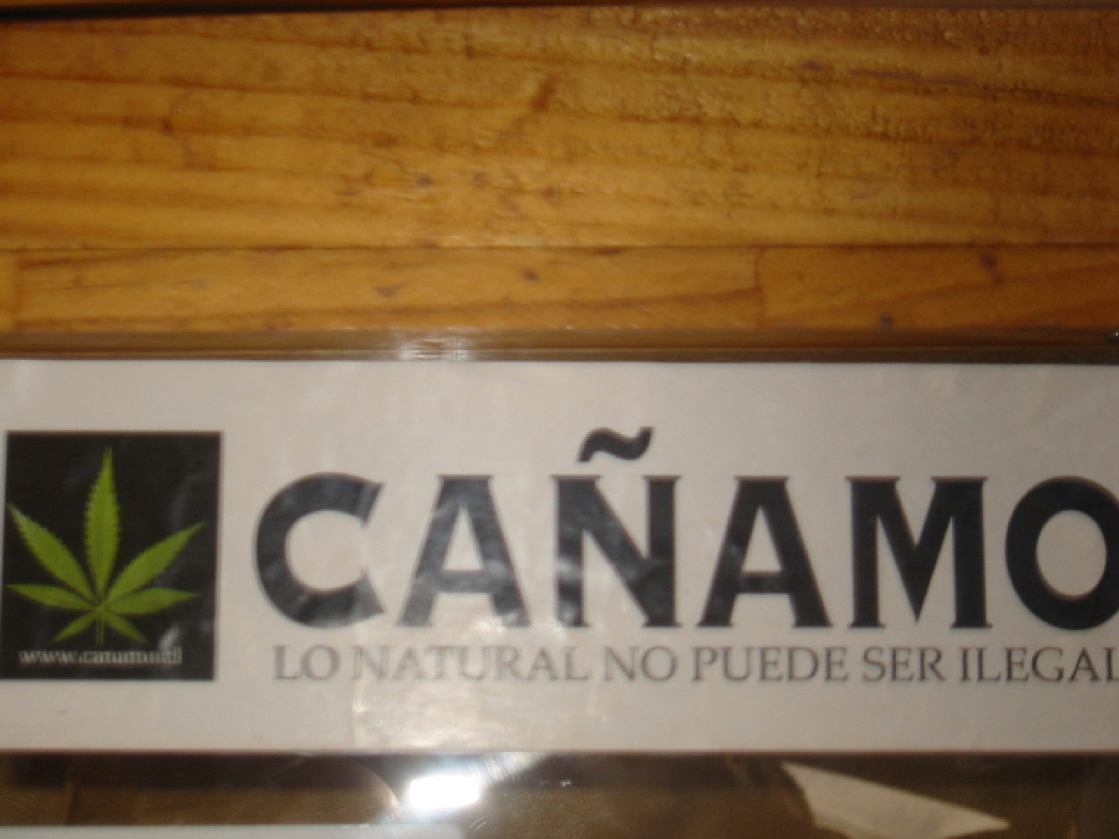 CAÑAMO
LO NATURAL NO PUEDE SER ILEGAL
www.canamo.cl